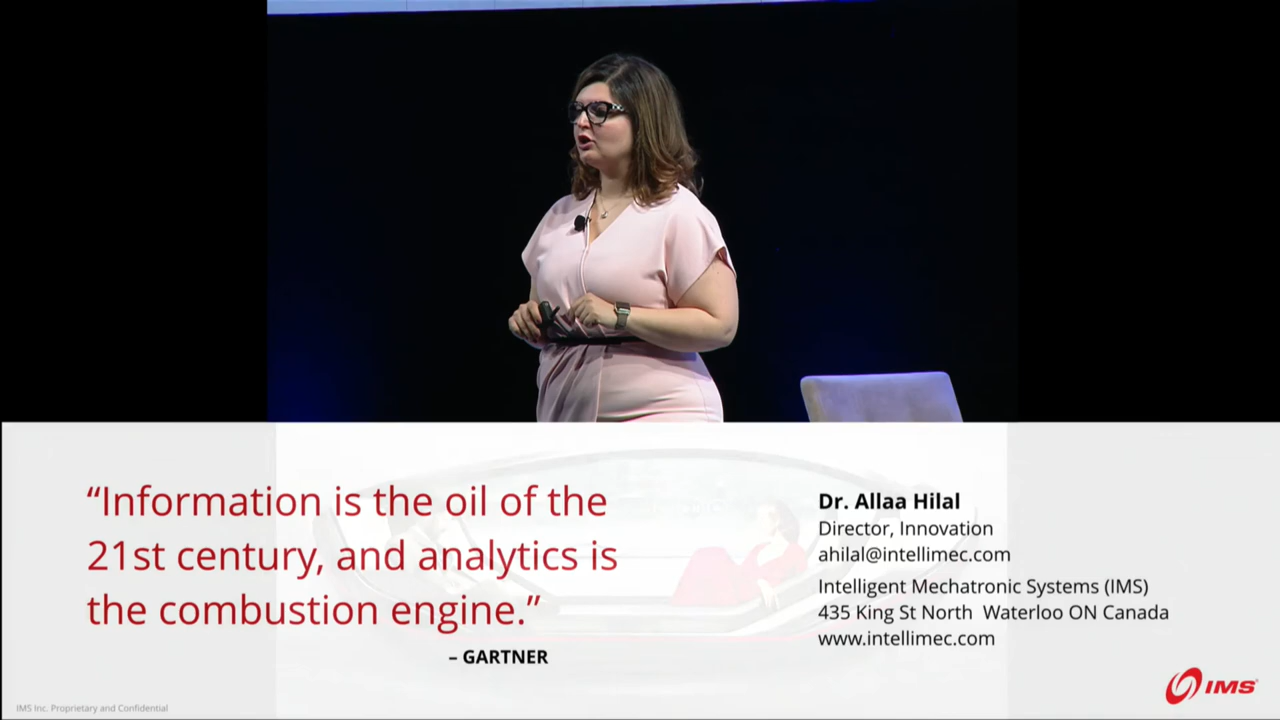 “Information is the oil of the
21st century, and analytics is
the combustion engine.”
– GARTNER
Dr. Allaa Hilal
Director, Innovation
ahilal@intellimec.com
Intelligent Mechatronic Systems (IMS)
435 King St North Waterloo ON Canada
www.intellimec.com
IMS Inc. Proprietary and Confidential
IMS